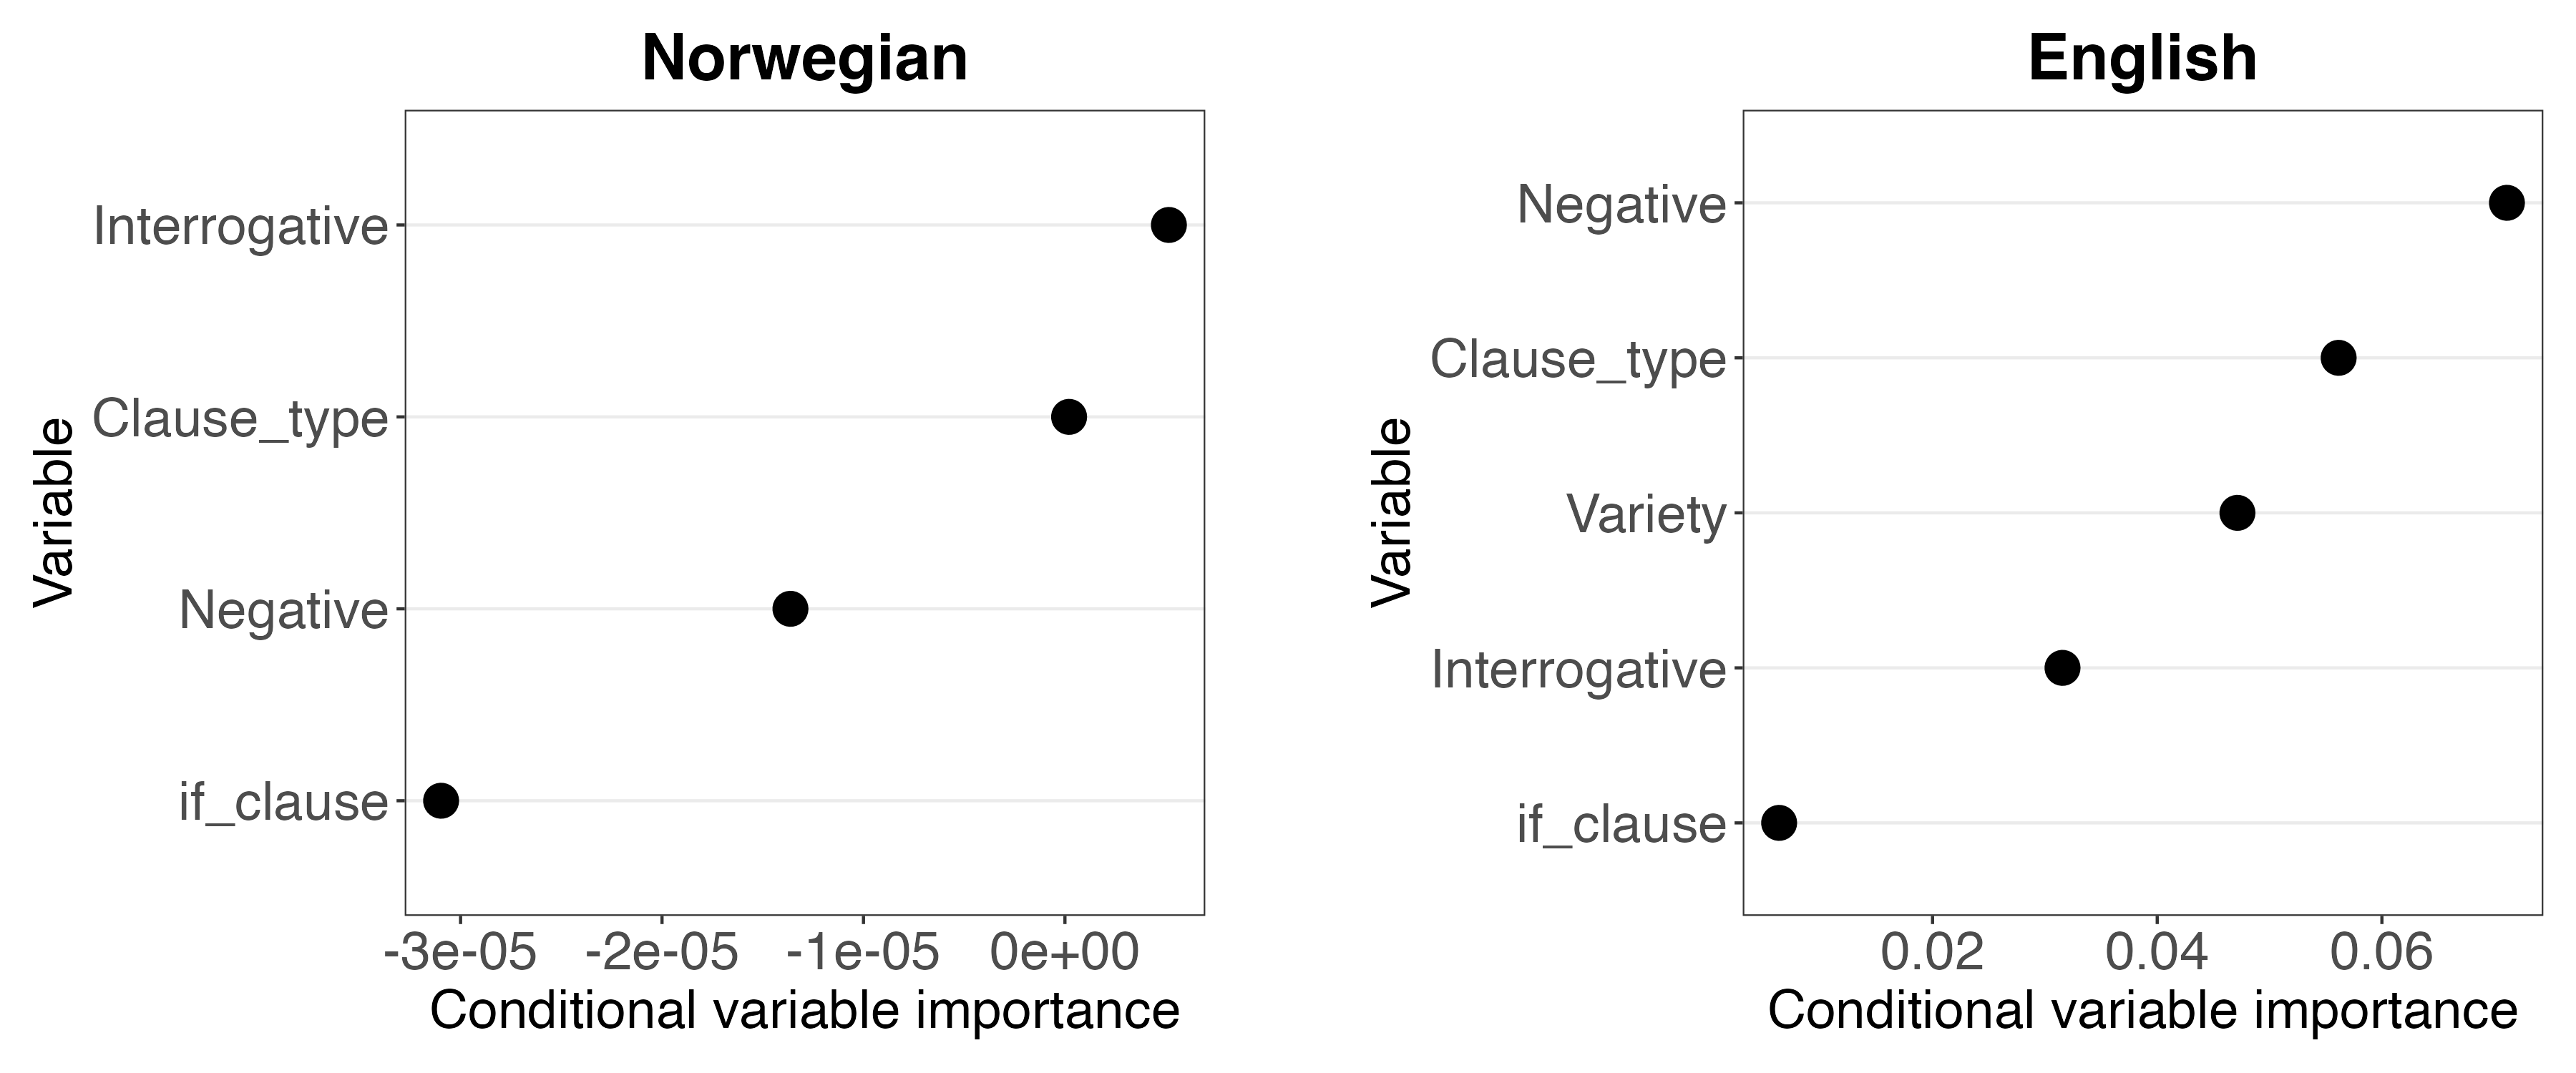 Norwegian
Variable
Interrogative
Clause_type
Negative
if_clause
-3e-05 -2e-05 -1e-05 0e+00
Conditional variable importance
English
Variable
Negative
Clause_type
Variety
Interrogative
if_clause
0.02 0.04 0.06
Conditional variable importance